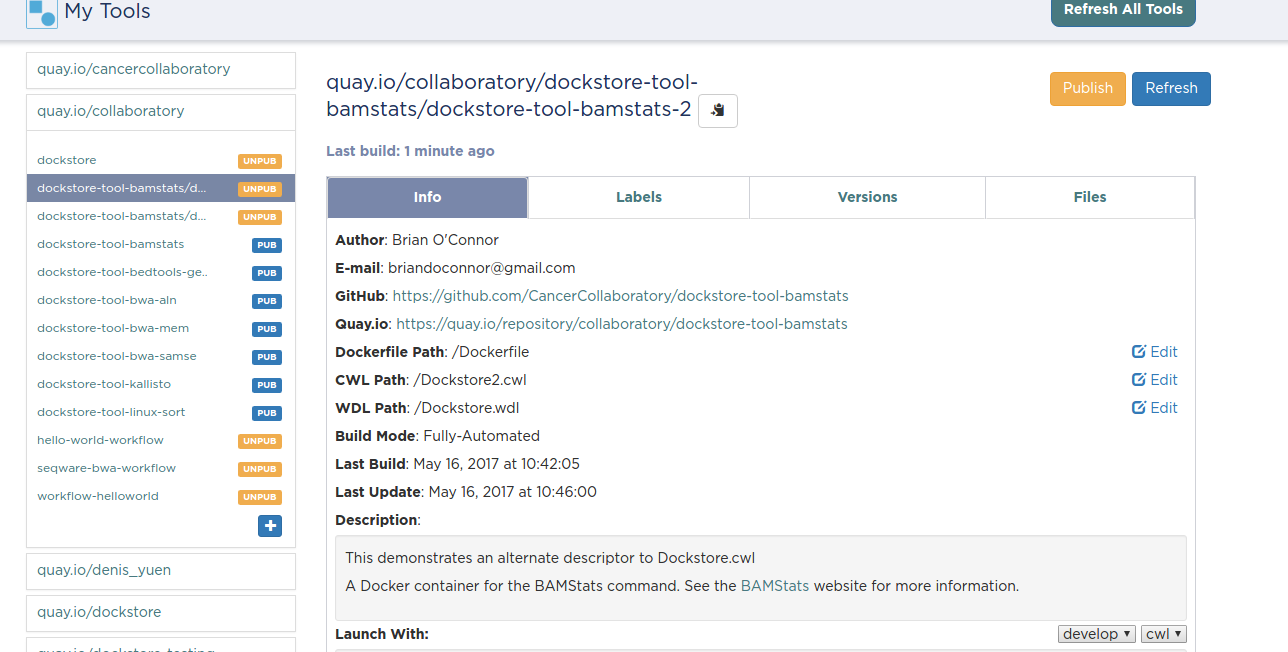 My Tools
Refresh All Tools
quay.io/cancercollaboratory
quay.io/collaboratory
dockstore UNPUB
dockstore-tool-bamstats/d... UNPUB
dockstore-tool-bamstats/d... UNPUB
dockstore-tool-bamstats PUB
dockstore-tool-bedtools-ge.. PUB
dockstore-tool-bwa-aln PUB
dockstore-tool-bwa-mem PUB
dockstore-tool-bwa-samse PUB
dockstore-tool-kallisto PUB
dockstore-tool-linux-sort PUB
hello-world-workflow UNPUB
seqware-bwa-workflow UNPUB
workflow-helloworld UNPUB
quay.io/denis_yuen
quay.io/dockstore
quay.io/dockstore-testing
quay.io/collaboratory/dockstore-tool-
bamstats/dockstore-tool-bamstats-2
Publish Refresh
Last build: 1 minute ago
Info Labels Versions Files
Author: Brian O'Connor
E-mail: briandoconnor@gmail.com
GitHub: https://github.com/CancerCollaboratory/dockstore-tool-bamstats
Quay.io: https://quay.io/repository/collaboratory/dockstore-tool-bamstats
Dockerfile Path: /Dockerfile Edit
CWL Path: /Dockstore2.cwl Edit
WDL Path: /Dockstore.wdl Edit
Build Mode: Fully-Automated
Last Build: May 16, 2017 at 10:42:05
Last Update: May 16, 2017 at 10:46:00
Description:
This demonstrates an alternate descriptor to Dockstore.cwl
A Docker container for the BAMStats command. See the BAMStats website for more information.
Launch With: develop cwl